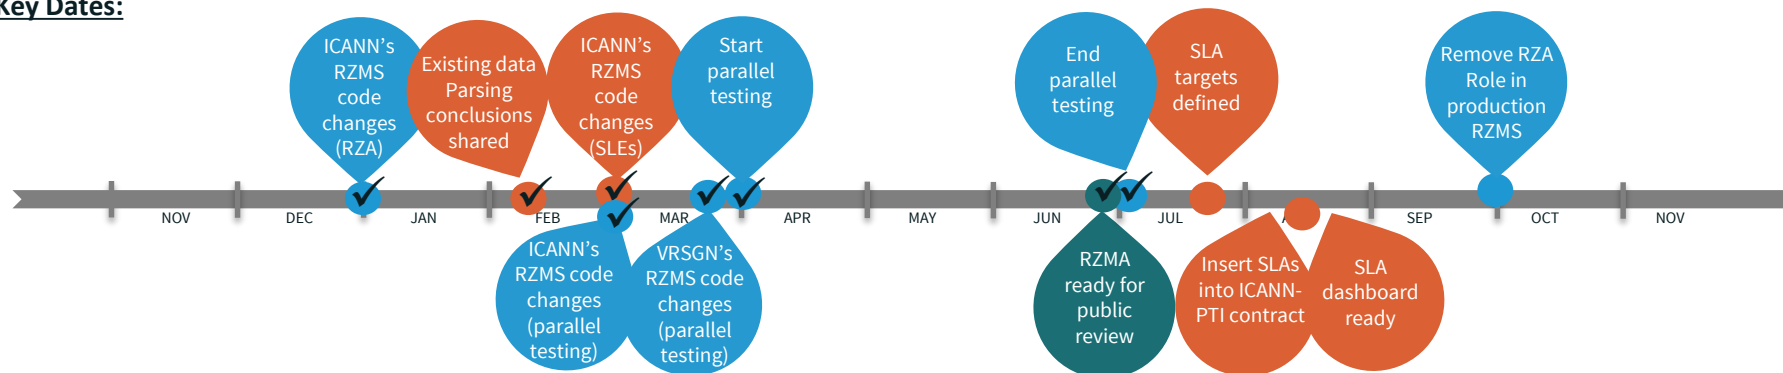 Key Dates:
ICANN's
RZMS
code
changes
(RZA)
Existing data
Parsing
conclusions
shared
ICANN's
RZMS
code
changes
(SLEs)
Start
parallel
testing
End
parallel
testing
SLA
targets
defined
Remove RZA
Role in
production
RZMS
NOV DEC JAN FEB MAR APR MAY JUN JUL SEP OCT NOV
ICANN's
RZMS code
changes
(parallel
testing)
VRSGN's
RZMS code
changes
(parallel
testing)
RZMA
ready for
public
review
Insert SLAs
into ICANN-
PTI contract
SLA
dashboard
ready